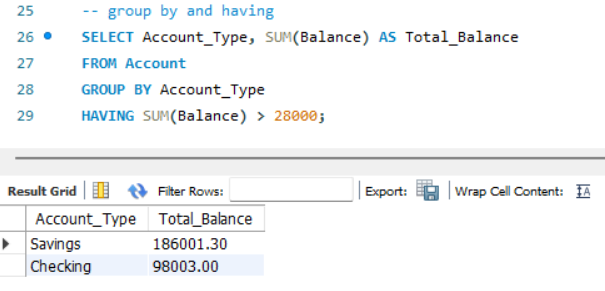 25 -- group by and having
26 SELECT Account_Type, SUM(Balance) AS Total_Balance
27 FROM Account
28 GROUP BY Account_Type
29 HAVING SUM(Balance) > 28000;
Result Grid Filter Rows: Export: Wrap Cell Content:
Account_Type Total_Balance
Savings 186001.30
Checking 98003.00